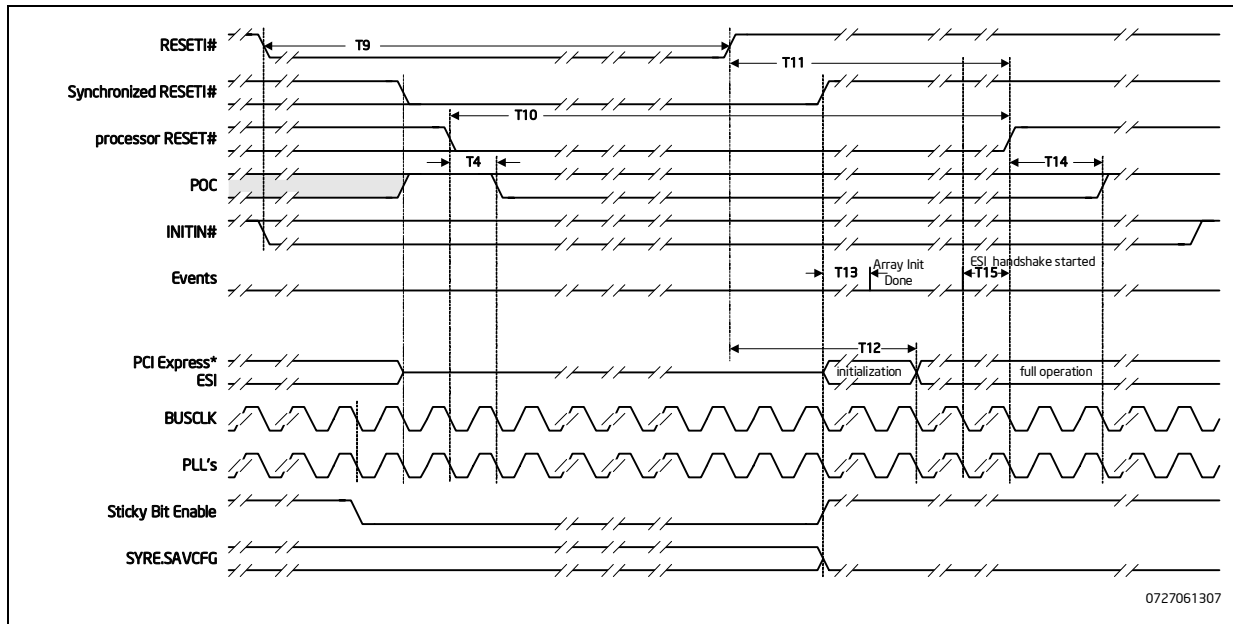 RESETI#
T9
T11
Synchronized RESETI#
T10
processor RESET#
T4
T14
POC
INITIN#
Events
T13
Array Init
Done
ESI handshake started
T15
T12
PCI Express*
ESI
initialization
full operation
BUSCLK
PLL's
Sticky Bit Enable
SYRE.SAVCFG
0727061307